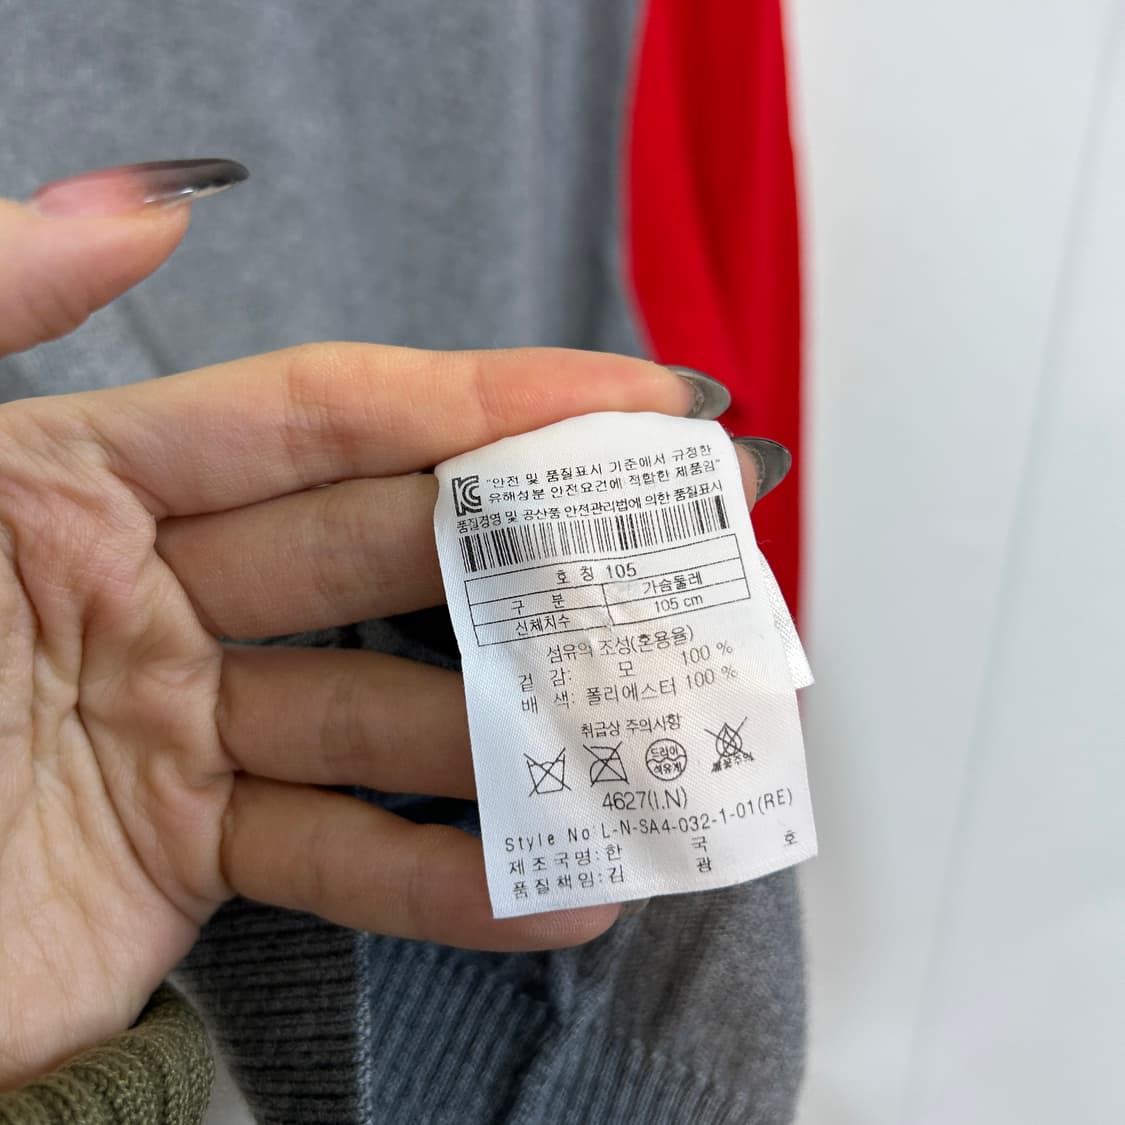 "안전 및 품질표시 기준에서 규정한
유해성분 안전요건에 적합한 제품임"
품질경영 및 공산품 안전관리법에 의한 품질표시
호 칭 105
구 분 가슴둘레
신체치수 105 cm
섬유의 조성(혼용율)
겉 감: 모 100 %
배 색: 폴리에스터 100 %
취급상 주의사항
드라이
석유계
불꽃주의
4627(I.N)
Style No: L-N-SA4-032-1-01(RE)
제조국명:한 국
품질책임:김 광 호